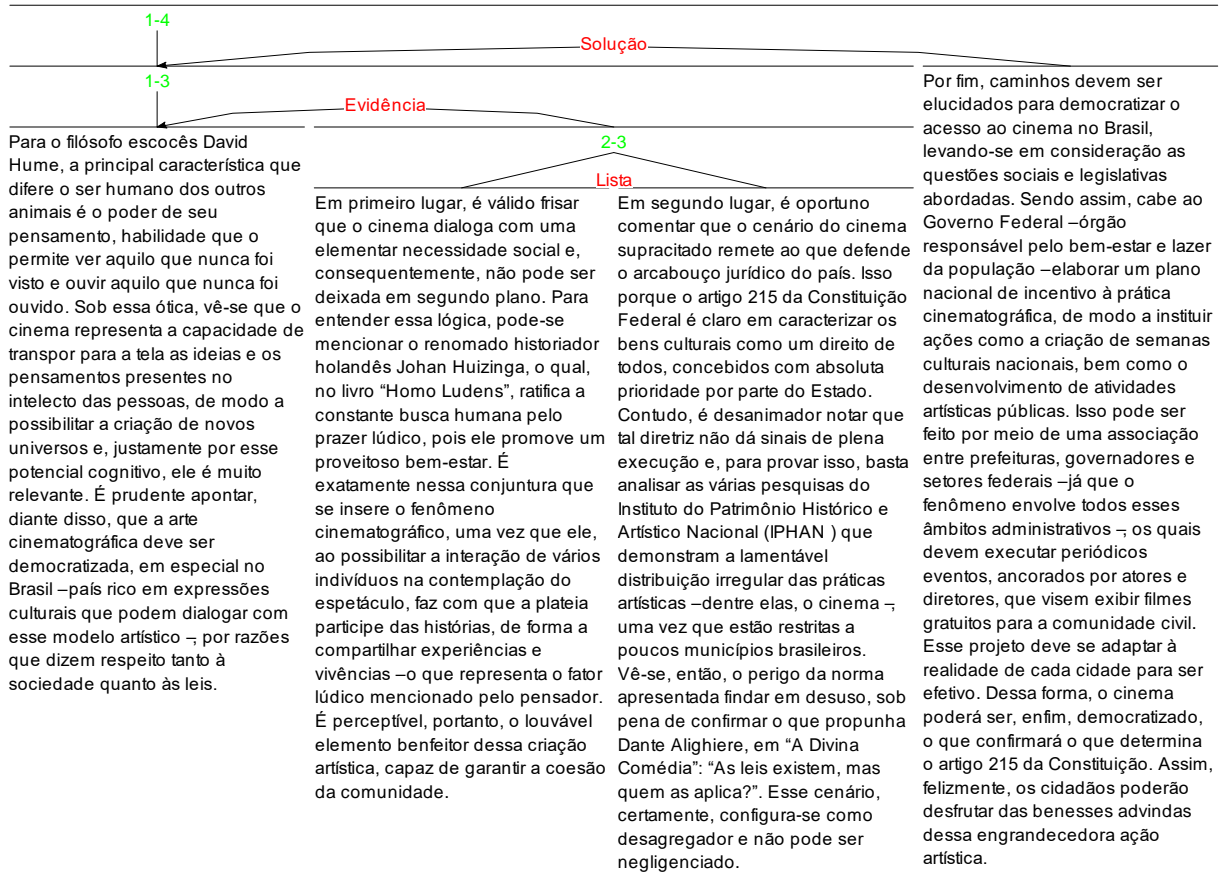 1-4
Solução
1-3
Evidência
2-3
Lista
Para o filósofo escocês David
Hume, a principal característica que
difere o ser humano dos outros
animais é o poder de seu
pensamento, habilidade que o
permite ver aquilo que nunca foi
visto e ouvir aquilo que nunca foi
ouvido. Sob essa ótica, vê-se que o
cinema representa a capacidade de
transpor para a tela as ideias e os
pensamentos presentes no
intelecto das pessoas, de modo a
possibilitar a criação de novos
universos e, justamente por esse
potencial cognitivo, ele é muito
relevante. É prudente apontar,
diante disso, que a arte
cinematográfica deve ser
democratizada, em especial no
Brasil –país rico em expressões
culturais que podem dialogar com
esse modelo artístico –, por razões
que dizem respeito tanto à
sociedade quanto às leis.
Em primeiro lugar, é válido frisar
que o cinema dialoga com uma
elementar necessidade social e,
consequentemente, não pode ser
deixada em segundo plano. Para
entender essa lógica, pode-se
mencionar o renomado historiador
holandês Johan Huizinga, o qual,
no livro “Homo Ludens”, ratifica a
constante busca humana pelo
prazer lúdico, pois ele promove um
proveitoso bem-estar. É
exatamente nessa conjuntura que
se insere o fenômeno
cinematográfico, uma vez que ele,
ao possibilitar a interação de vários
indivíduos na contemplação do
espetáculo, faz com que a plateia
participe das histórias, de forma a
compartilhar experiências e
vivências –o que representa o fator
lúdico mencionado pelo pensador.
É perceptível, portanto, o louvável
elemento benfeitor dessa criação
artística, capaz de garantir a coesão
da comunidade.
Em segundo lugar, é oportuno
comentar que o cenário do cinema
supracitado remete ao que defende
o arcabouço jurídico do país. Isso
porque o artigo 215 da Constituição
Federal é claro em caracterizar os
bens culturais como um direito de
todos, concebidos com absoluta
prioridade por parte do Estado.
Contudo, é desanimador notar que
tal diretriz não dá sinais de plena
execução e, para provar isso, basta
analisar as várias pesquisas do
Instituto do Patrimônio Histórico e
Artístico Nacional (IPHAN ) que
demonstram a lamentável
distribuição irregular das práticas
artísticas –dentre elas, o cinema –,
uma vez que estão restritas a
poucos municípios brasileiros.
Vê-se, então, o perigo da norma
apresentada findar em desuso, sob
pena de confirmar o que propunha
Dante Alighiere, em “A Divina
Comédia”: “As leis existem, mas
quem as aplica?”. Esse cenário,
certamente, configura-se como
desagregador e não pode ser
negligenciado.
Por fim, caminhos devem ser
elucidados para democratizar o
acesso ao cinema no Brasil,
levando-se em consideração as
questões sociais e legislativas
abordadas. Sendo assim, cabe ao
Governo Federal –órgão
responsável pelo bem-estar e lazer
da população –elaborar um plano
nacional de incentivo à prática
cinematográfica, de modo a instituir
ações como a criação de semanas
culturais nacionais, bem como o
desenvolvimento de atividades
artísticas públicas. Isso pode ser
feito por meio de uma associação
entre prefeituras, governadores e
setores federais –já que o
fenômeno envolve todos esses
âmbitos administrativos –, os quais
devem executar periódicos
eventos, ancorados por atores e
diretores, que visem exibir filmes
gratuitos para a comunidade civil.
Esse projeto deve se adaptar à
realidade de cada cidade para ser
efetivo. Dessa forma, o cinema
poderá ser, enfim, democratizado,
o que confirmará o que determina
o artigo 215 da Constituição. Assim,
felizmente, os cidadãos poderão
desfrutar das benesses advindas
dessa engrandecedora ação
artística.